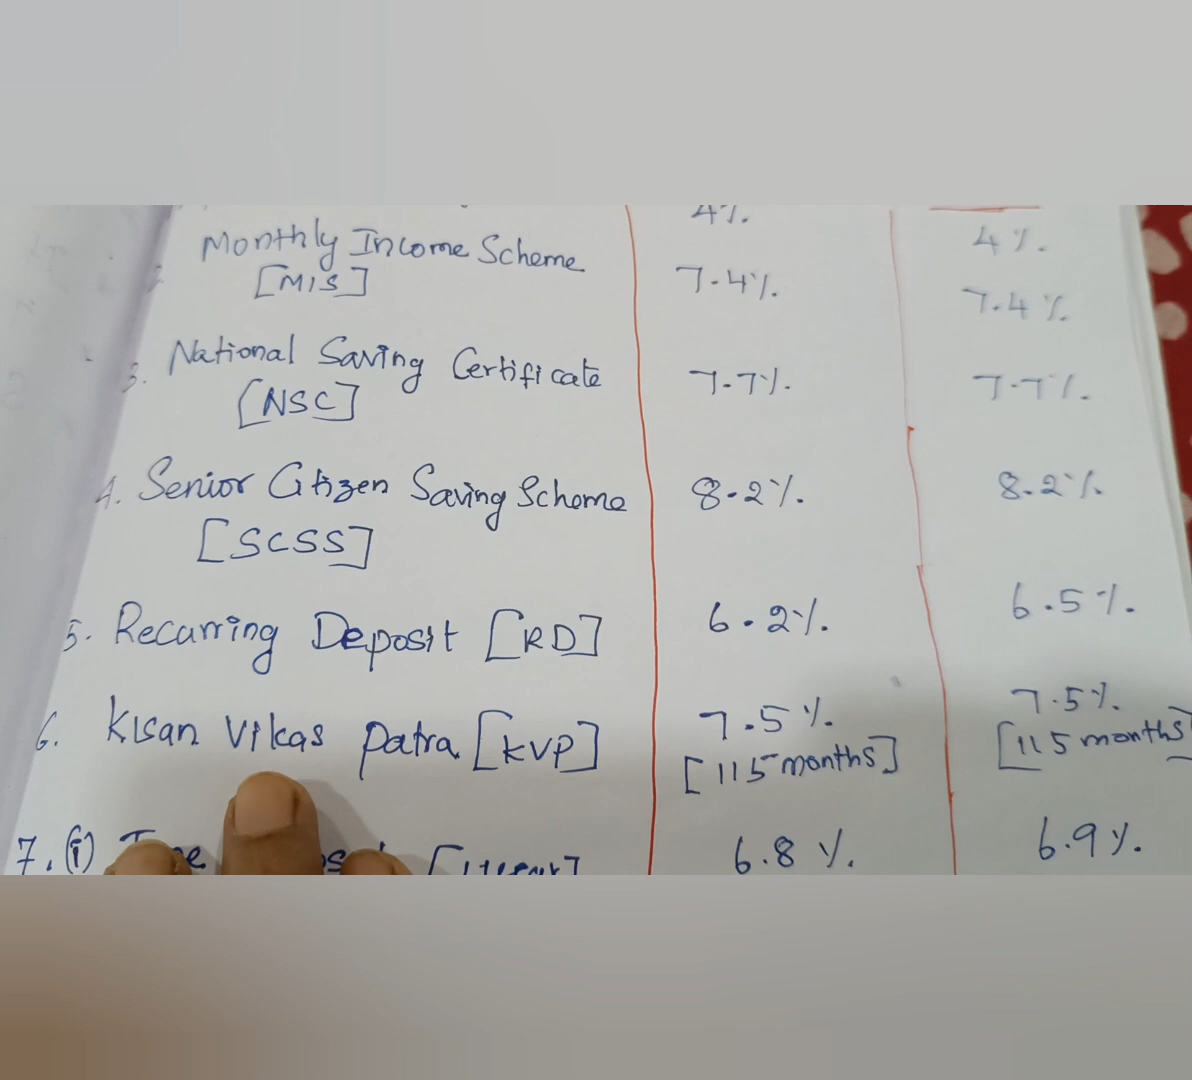 4%. 4%.
Monthly Income Scheme
[MIS] 7.4%. 7.4%.
3. National Saving Certificate 7.7%. 7.7%.
[NSC]
4. Senior Citizen Saving Scheme 8.2%. 8.2%.
[SCSS]
5. Recurring Deposit [RD] 6.2%. 6.5%.
6. Kisan Vikas Patra [KVP] 7.5%. 7.5%.
[115 months] [115 months]
7. (i) 6.8%. 6.9%.